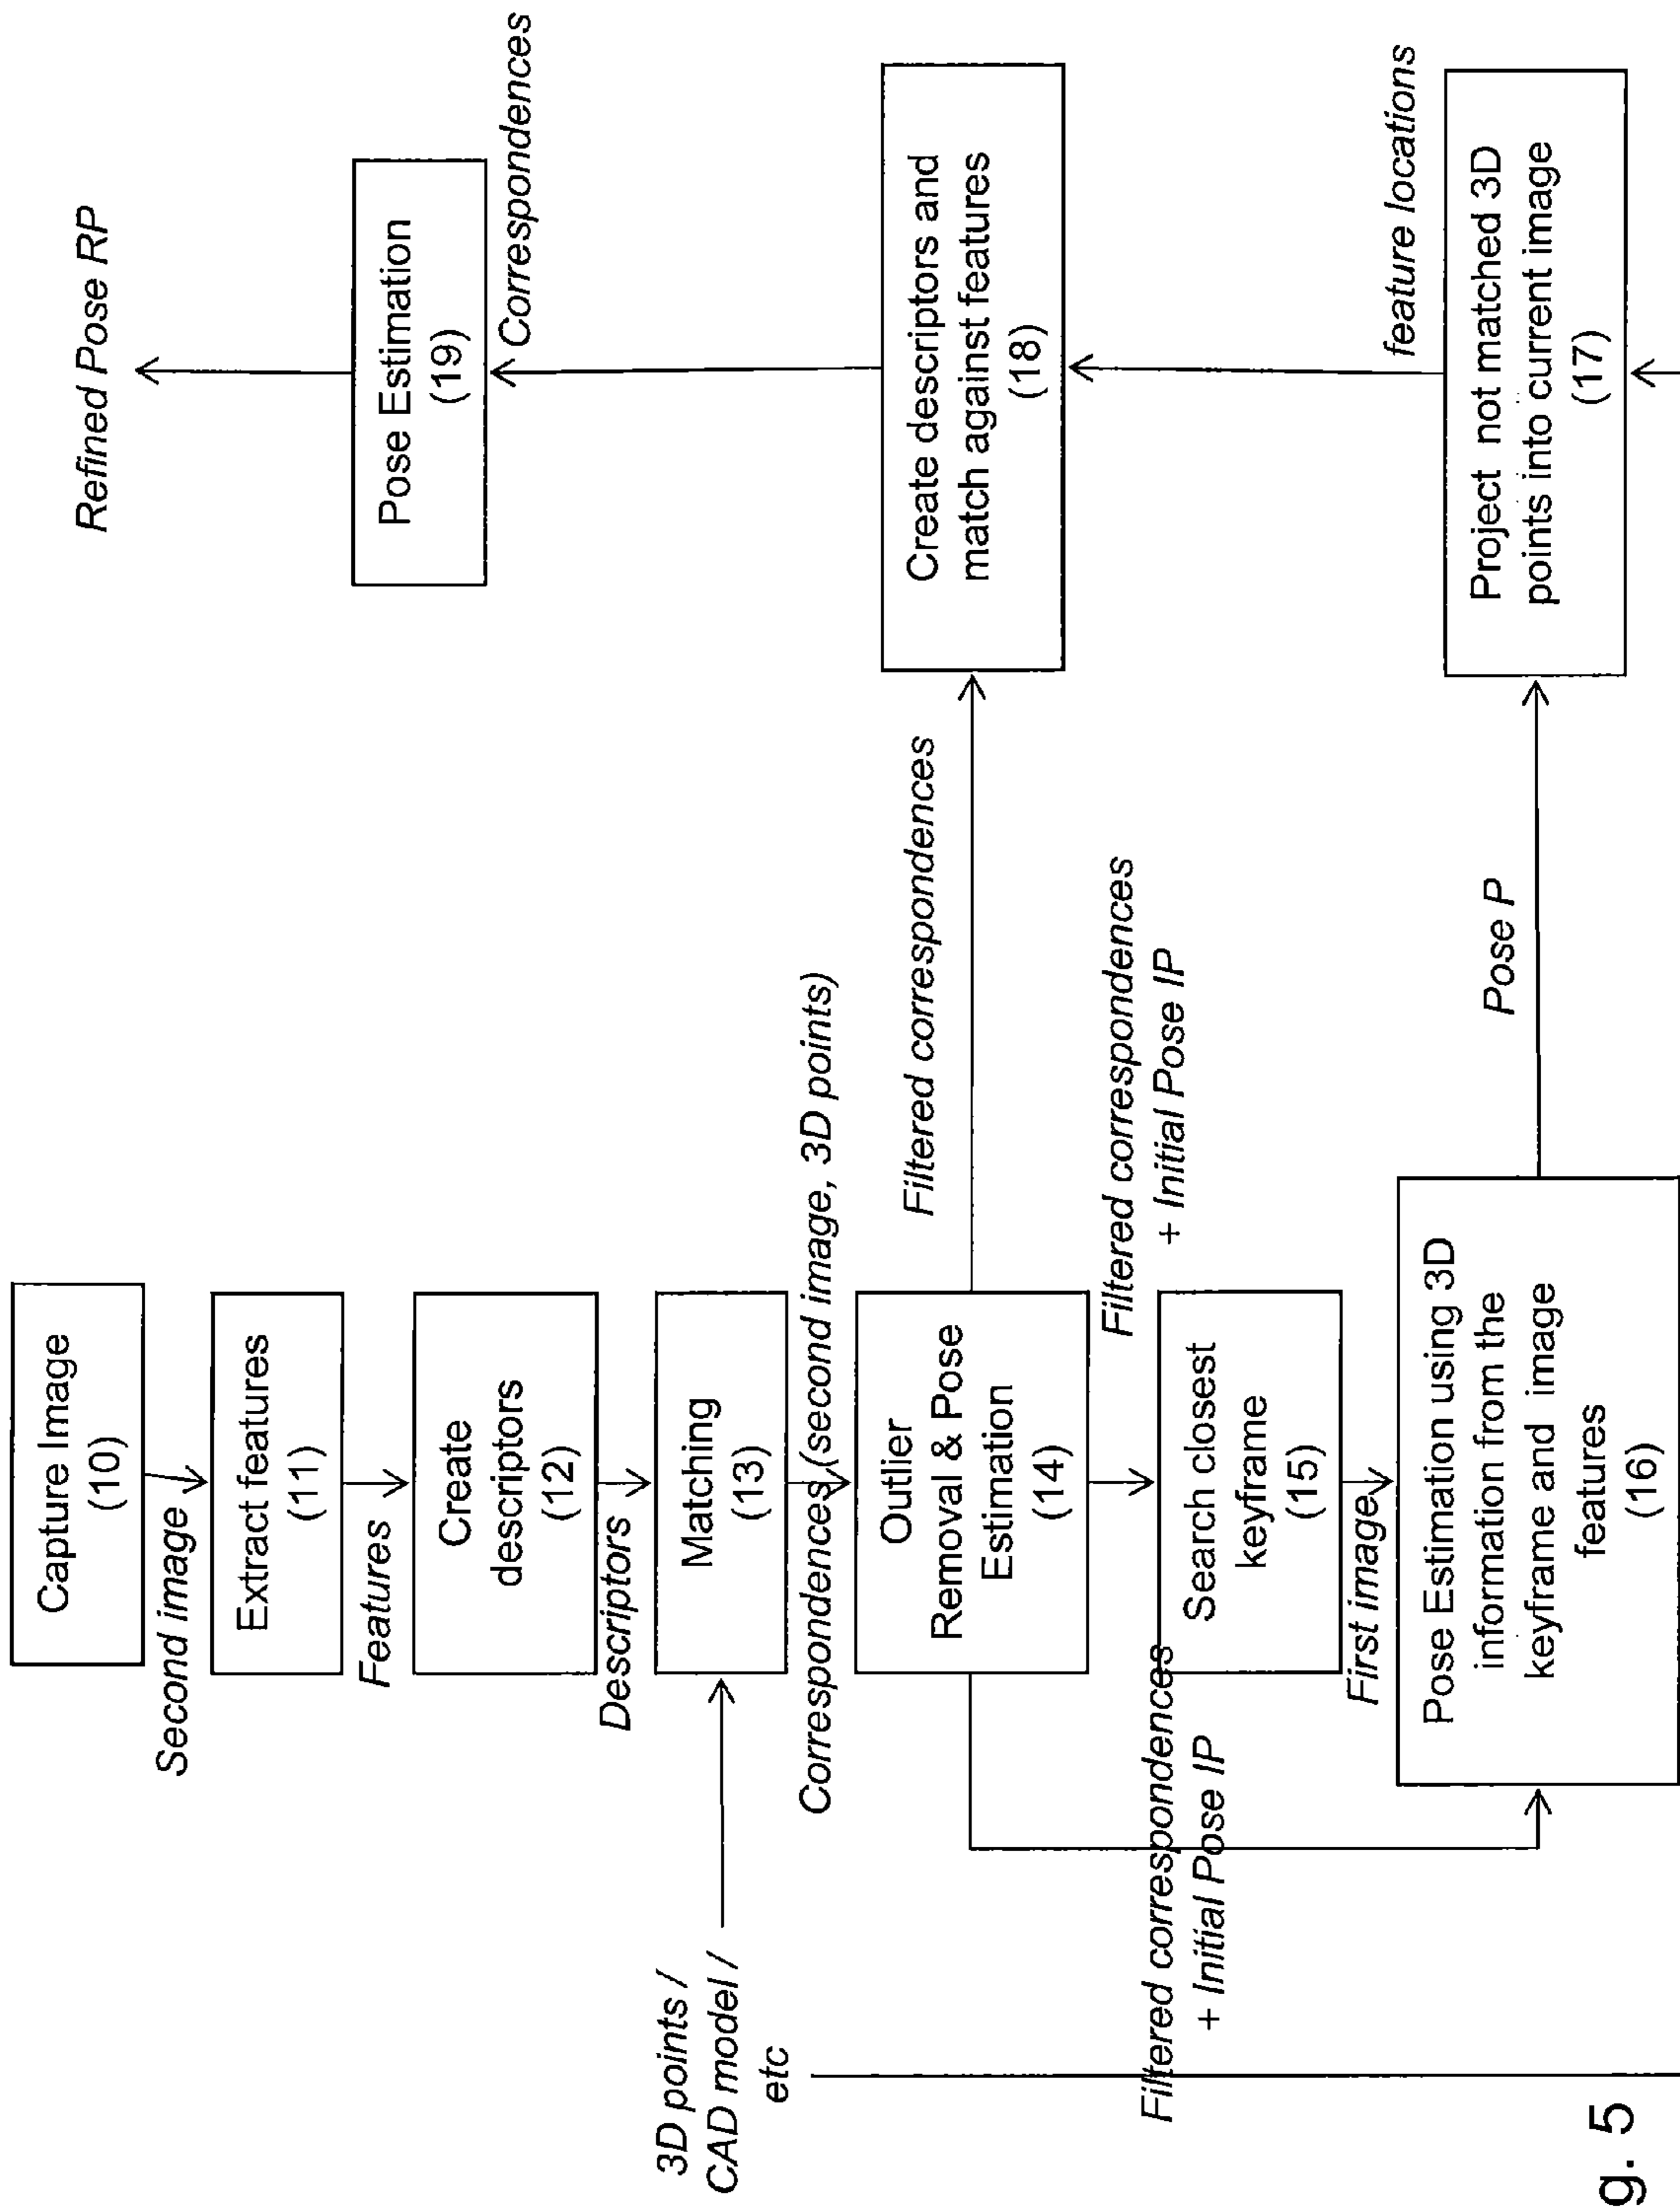 Capture Image
(10)
Second image
Extract features
(11)
Features
Create
descriptors
(12)
Descriptors
3D points /
CAD model /
etc
Matching
(13)
Correspondences (second image, 3D points)
Outlier
Removal & Pose
Estimation
(14)
Filtered correspondences
Filtered correspondences
+ Initial Pose IP
Filtered correspondences
+ Initial Pose IP
Search closest
keyframe
(15)
First image
Pose Estimation using 3D
information from the
keyframe and image
features
(16)
Pose P
Project not matched 3D
points into current image
(17)
feature locations
Create descriptors and
match against features
(18)
Correspondences
Pose Estimation
(19)
Refined Pose RP
g. 5